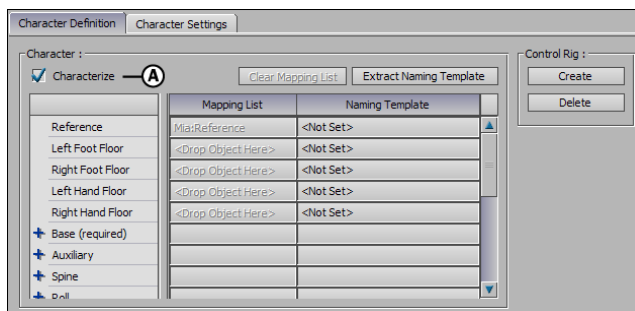 Character Definition Character Settings
Character : Control Rig :
Characterize A Clear Mapping List Extract Naming Template Create
Mapping List Naming Template Delete
Reference Mia:Reference <Not Set>
Left Foot Floor <Drop Object Here> <Not Set>
Right Foot Floor <Drop Object Here> <Not Set>
Left Hand Floor <Drop Object Here> <Not Set>
Right Hand Floor <Drop Object Here> <Not Set>
Base (required)
Auxiliary
Spine
Roll